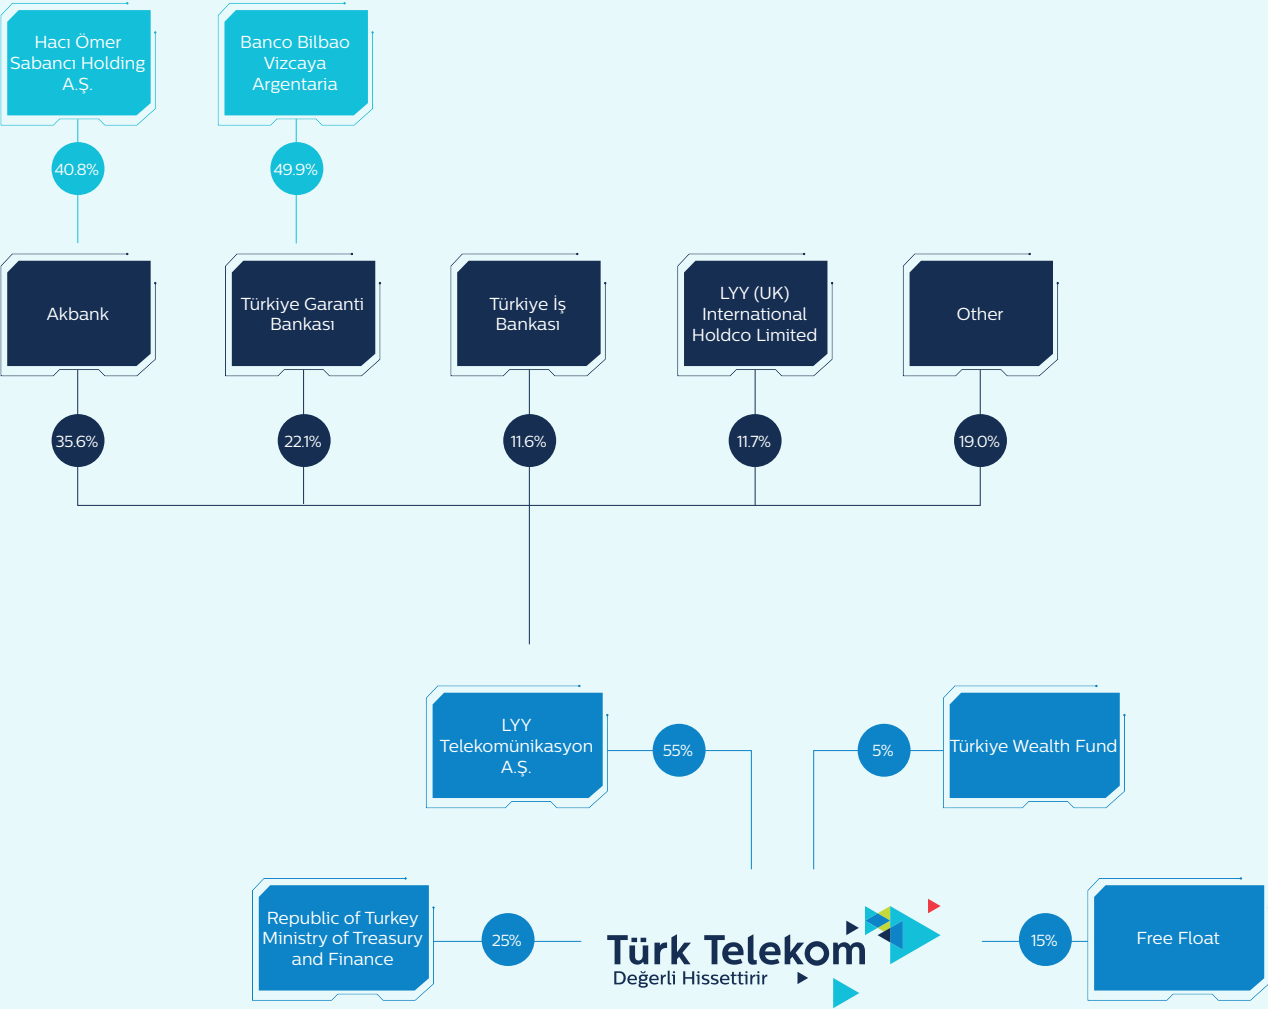 Hacı Ömer
Sabancı Holding
A.Ş.
Banco Bilbao
Vizcaya
Argentaria
40.8%
49.9%
Akbank
Türkiye Garanti
Bankası
Türkiye İş
Bankası
LYY (UK)
International
Holdco Limited
Other
35.6%
22.1%
11.6%
11.7%
19.0%
LYY
Telekomünikasyon
A.Ş.
55%
5%
Türkiye Wealth Fund
Republic of Turkey
Ministry of Treasury
and Finance
25%
Türk Telekom
Değerli Hissettirir
15%
Free Float